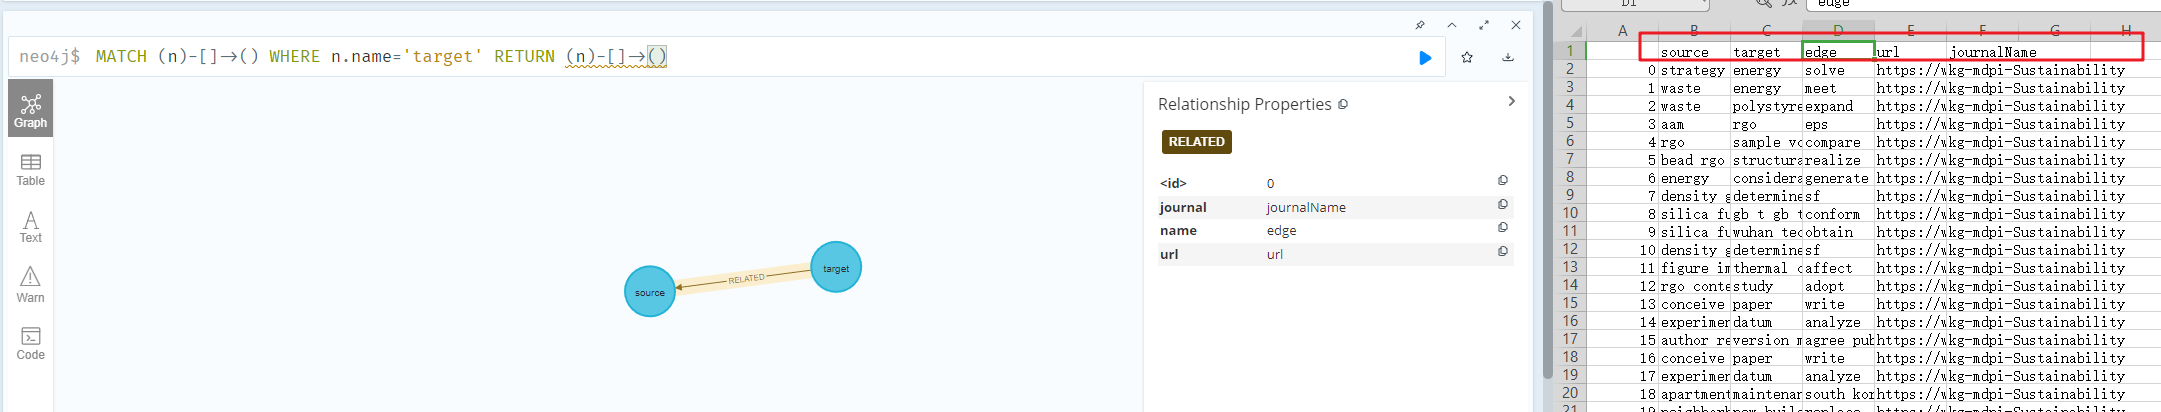 neo4j$ MATCH (n)-[]->() WHERE n.name='target' RETURN (n)-[]->()
Graph
Table
Text
Warn
Code
source
RELATED
target
Relationship Properties
RELATED
<id> 0
journal journalName
name edge
url url
D1 fx edge
A B C D E F G H
1 source target edge url journalName
2 0 strategy energy solve https://wkg-mdpi-Sustainability
3 1 waste energy meet https://wkg-mdpi-Sustainability
4 2 waste polystyre expand https://wkg-mdpi-Sustainability
5 3 aam rgo eps https://wkg-mdpi-Sustainability
6 4 rgo sample vo compare https://wkg-mdpi-Sustainability
7 5 bead rgo structura realize https://wkg-mdpi-Sustainability
8 6 energy considera generate https://wkg-mdpi-Sustainability
9 7 density g determine sf https://wkg-mdpi-Sustainability
10 8 silica fu gb t gb t conform https://wkg-mdpi-Sustainability
11 9 silica fu wuhan tec obtain https://wkg-mdpi-Sustainability
12 10 density g determine sf https://wkg-mdpi-Sustainability
13 11 figure im thermal c affect https://wkg-mdpi-Sustainability
14 12 rgo conte study adopt https://wkg-mdpi-Sustainability
15 13 conceive paper write https://wkg-mdpi-Sustainability
16 14 experimen datum analyze https://wkg-mdpi-Sustainability
17 15 author re version m agree pub https://wkg-mdpi-Sustainability
18 16 conceive paper write https://wkg-mdpi-Sustainability
19 17 experimen datum analyze https://wkg-mdpi-Sustainability
20 18 apartment maintenan south kor https://wkg-mdpi-Sustainability